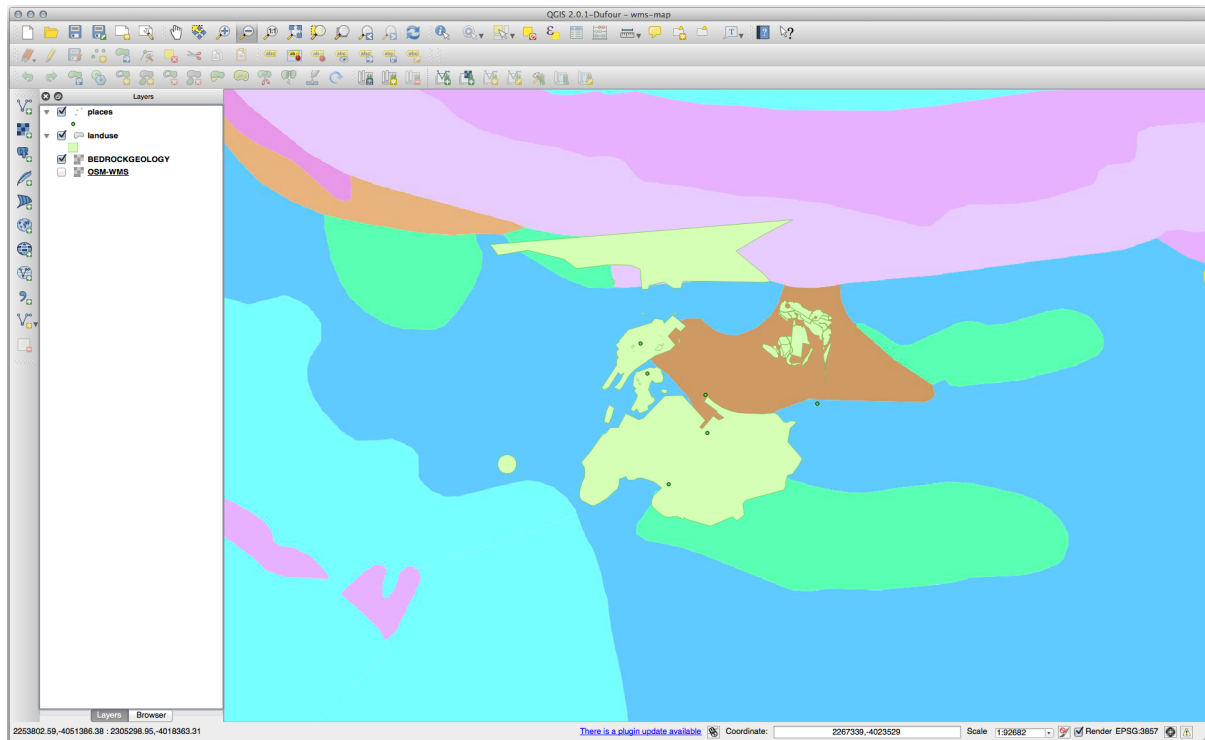 QGIS 2.0.1-Dufour - wms-map
Layers
places
landuse
BEDROCKGEOLOGY
OSM-WMS
Layers Browser
2253802.59,-4051386.38 : 2305298.95,-4018363.31 There is a plugin update available Coordinate: 2267339,-4023529 Scale 1:92682 Render EPSG:3857